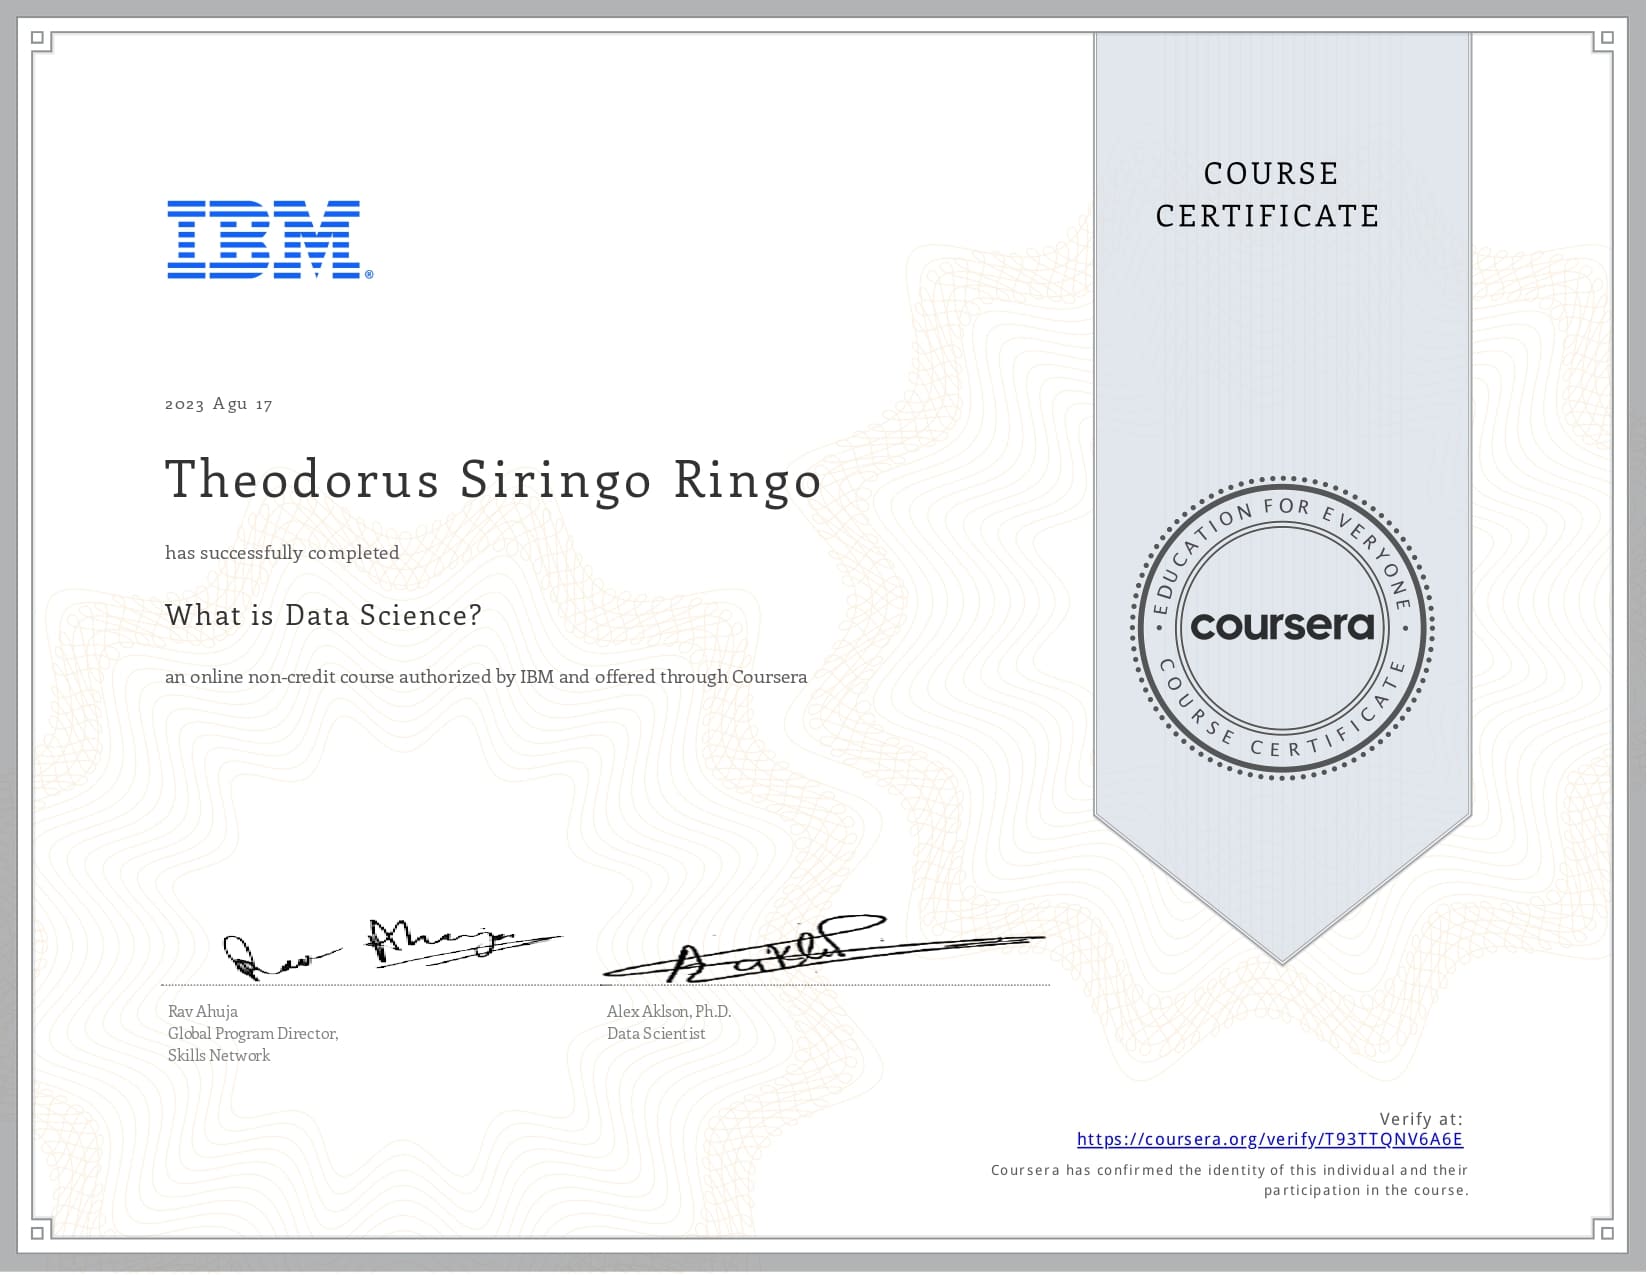 COURSE
CERTIFICATE
IBM®
2023 Agu 17
Theodorus Siringo Ringo
has successfully completed
What is Data Science?
an online non-credit course authorized by IBM and offered through Coursera
EDUCATION FOR EVERYONE
coursera
COURSE CERTIFICATE
Rav Ahuja
Global Program Director,
Skills Network
Alex Aklson, Ph.D.
Data Scientist
Verify at:
https://coursera.org/verify/T93TTQNV6A6E
Coursera has confirmed the identity of this individual and their
participation in the course.